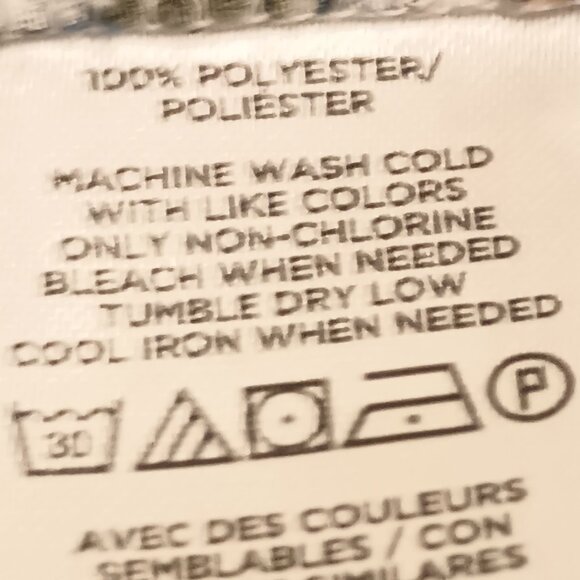 100% POLYESTER/
POLIÉSTER
MACHINE WASH COLD
WITH LIKE COLORS
ONLY NON-CHLORINE
BLEACH WHEN NEEDED
TUMBLE DRY LOW
COOL IRON WHEN NEEDED
30 P
AVEC DES COULEURS
SEMBLABLES / CON
SIMILARES